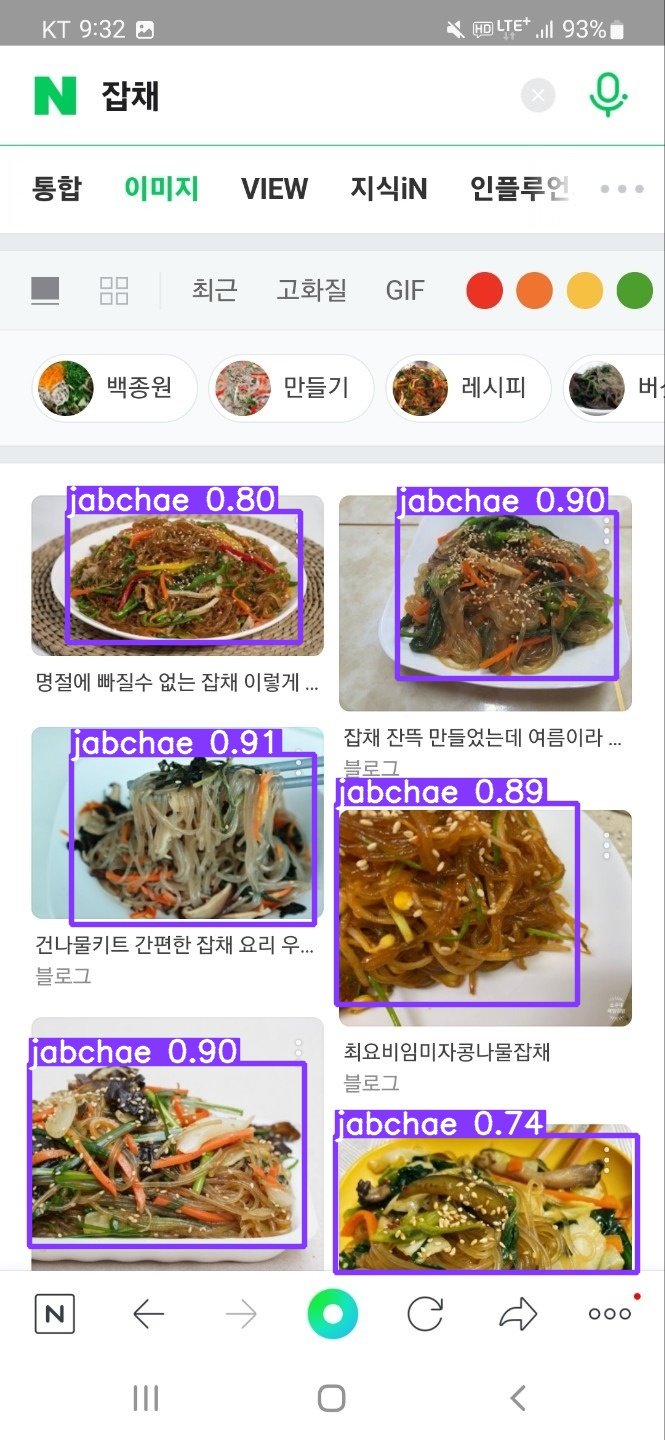 KT 9:32
HD LTE+ 93%
N 잡채
통합 이미지 VIEW 지식iN 인플루언
최근 고화질 GIF
백종원 만들기 레시피 버섯
jabchae 0.80
명절에 빠질수 없는 잡채 이렇게 ...
jabchae 0.90
잡채 잔뜩 만들었는데 여름이라 ...
블로그
jabchae 0.91
건나물키트 간편한 잡채 요리 우...
블로그
jabchae 0.89
최요비임미자콩나물잡채
블로그
jabchae 0.90
jabchae 0.74
N